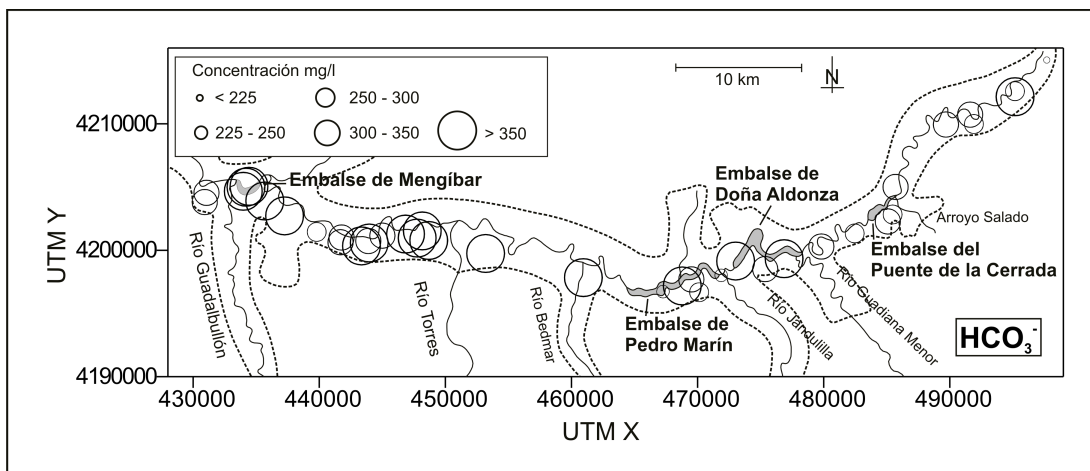 Concentración mg/l
< 225
250 - 300
225 - 250
300 - 350
> 350
10 km
N
4210000
4200000
4190000
UTM Y
Embalse de Mengíbar
Embalse de
Doña Aldonza
Arroyo Salado
Embalse del
Puente de la Cerrada
Embalse de
Pedro Marín
Río Guadalbullón
Río Torres
Río Bedmar
Río Jandulilla
Río Guadiana Menor
HCO₃⁻
430000
440000
450000
460000
470000
480000
490000
UTM X